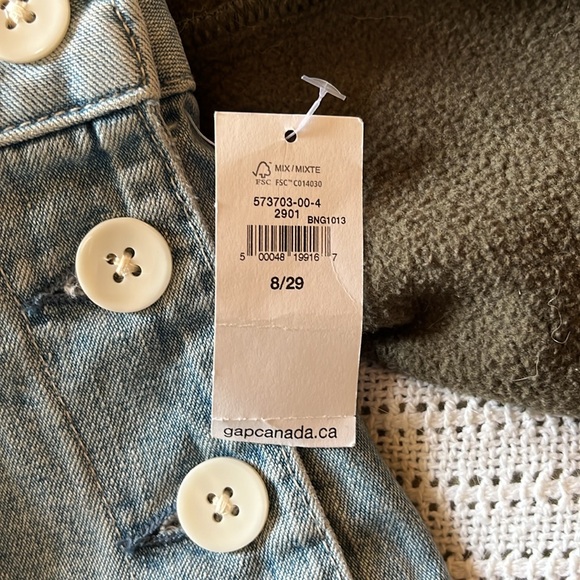 MIX/MIXTE
FSC FSC™ C014030
573703-00-4
2901 BNG1013
5 00048 19916 7
8/29
gapcanada.ca